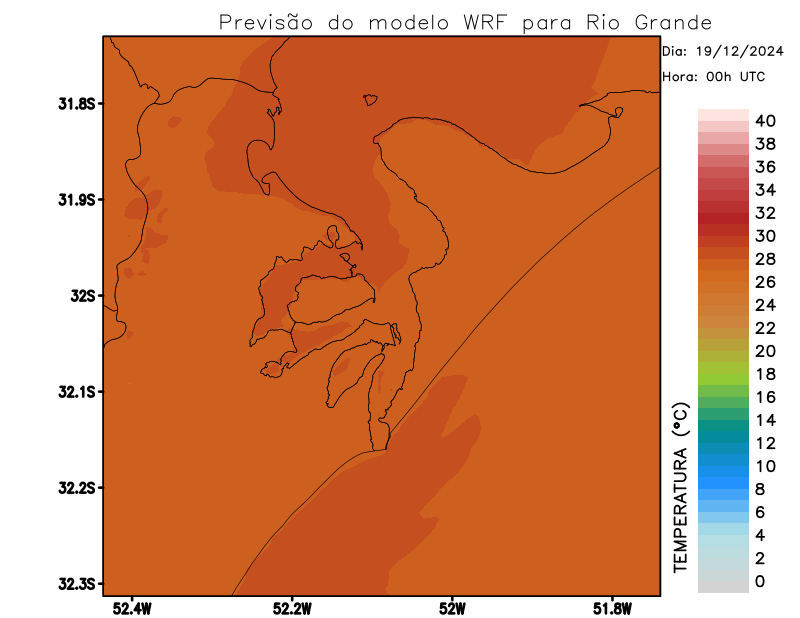 Previsão do modelo WRF para Rio Grande
Dia: 19/12/2024
Hora: 00h UTC
31.8S
31.9S
32S
32.1S
32.2S
32.3S
52.4W
52.2W
52W
51.8W
TEMPERATURA (°C)
40
38
36
34
32
30
28
26
24
22
20
18
16
14
12
10
8
6
4
2
0